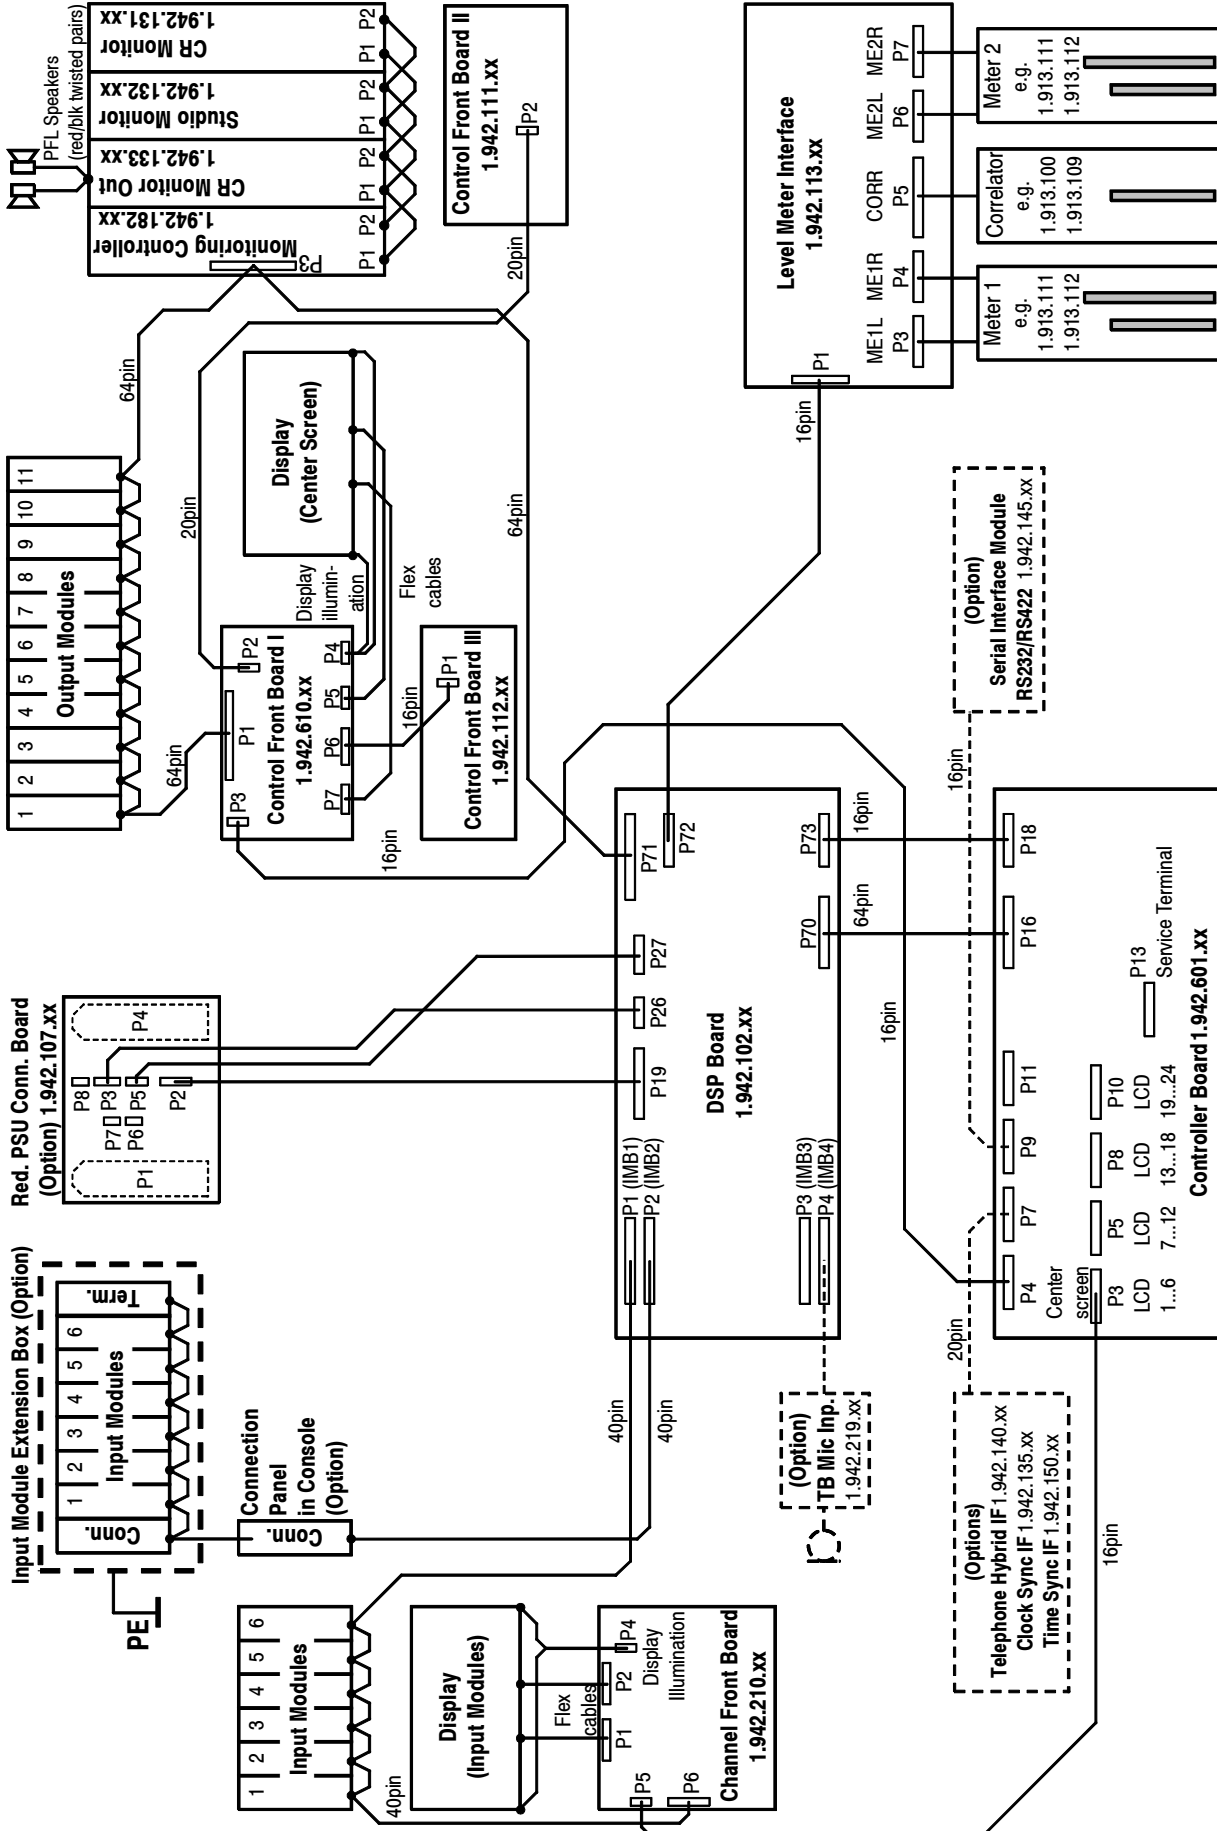 Input Module Extension Box (Option)
Conn.
1
2
3
4
5
6
Term.
Input Modules
PE
Connection
Panel
in Console
(Option)
Conn.
Red. PSU Conn. Board
(Option) 1.942.107.xx
P1
P7
P6
P8
P3
P5
P2
P4
1
2
3
4
5
6
7
8
9
10
11
Output Modules
64pin
64pin
PFL Speakers
(red/blk twisted pairs)
Monitoring Controller
1.942.182.xx
P3
P1
P2
CR Monitor Out
1.942.133.xx
P1
P2
Studio Monitor
1.942.132.xx
P1
P2
CR Monitor
1.942.131.xx
P1
P2
1
2
3
4
5
6
Input Modules
40pin
Display
(Input Modules)
Flex
cables
P5
P6
P1
P2
P4
Display
Illumination
Channel Front Board
1.942.210.xx
P3
P1
P2
Control Front Board I
1.942.610.xx
P7
P6
P5
P4
20pin
Display
illumin-
ation
Display
(Center Screen)
Flex
cables
16pin
16pin
P1
Control Front Board III
1.942.112.xx
Control Front Board II
1.942.111.xx
P2
20pin
64pin
40pin
40pin
P1 (IMB1)
P2 (IMB2)
P19
P26
P27
P71
P72
DSP Board
1.942.102.xx
P3 (IMB3)
P4 (IMB4)
P70
P73
(Option)
TB Mic Inp.
1.942.219.xx
64pin
16pin
16pin
16pin
Level Meter Interface
1.942.113.xx
P1
ME1L
P3
ME1R
P4
CORR
P5
ME2L
P6
ME2R
P7
Meter 1
e.g.
1.913.111
1.913.112
Correlator
e.g.
1.913.100
1.913.109
Meter 2
e.g.
1.913.111
1.913.112
(Options)
Telephone Hybrid IF 1.942.140.xx
Clock Sync IF 1.942.135.xx
Time Sync IF 1.942.150.xx
20pin
16pin
(Option)
Serial Interface Module
RS232/RS422 1.942.145.xx
16pin
P4
Center
screen
P7
P9
P11
P16
P18
P3
LCD
1...6
P5
LCD
7...12
P8
LCD
13...18
P10
LCD
19...24
P13
Service Terminal
Controller Board 1.942.601.xx